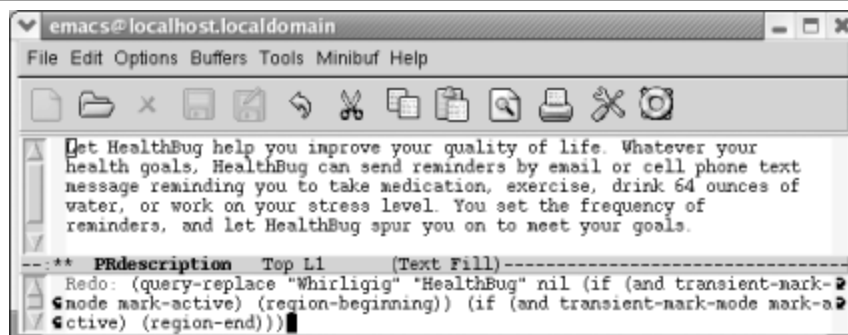 emacs@localhost.localdomain
File Edit Options Buffers Tools Minibuf Help
Let HealthBug help you improve your quality of life. Whatever your
health goals, HealthBug can send reminders by email or cell phone text
message reminding you to take medication, exercise, drink 64 ounces of
water, or work on your stress level. You set the frequency of
reminders, and let HealthBug spur you on to meet your goals.
--:** PRdescription Top L1 (Text Fill)--------------------------------
Redo: (query-replace "Whirligig" "HealthBug" nil (if (and transient-mark-
mode mark-active) (region-beginning)) (if (and transient-mark-mode mark-a
ctive) (region-end)))